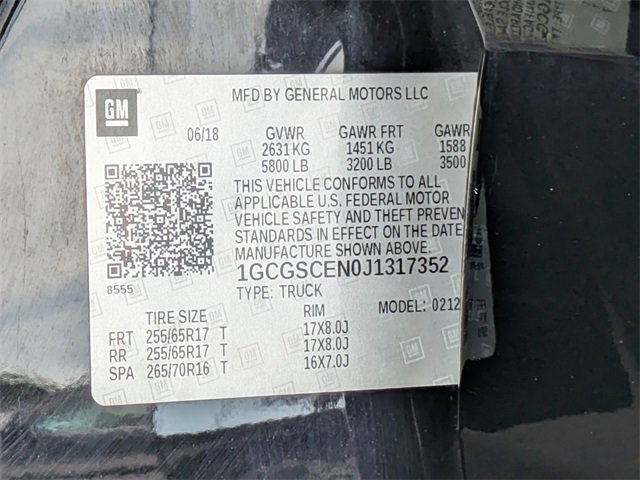 GM
MFD BY GENERAL MOTORS LLC
06/18 GVWR GAWR FRT GAWR
2631 KG 1451 KG 1588
5800 LB 3200 LB 3500
THIS VEHICLE CONFORMS TO ALL
APPLICABLE U.S. FEDERAL MOTOR
VEHICLE SAFETY AND THEFT PREVEN
STANDARDS IN EFFECT ON THE DATE
MANUFACTURE SHOWN ABOVE.
8555
1GCGSCEN0J1317352
TYPE: TRUCK MODEL: 0212
TIRE SIZE RIM
FRT 255/65R17 T 17X8.0J
RR 255/65R17 T 17X8.0J
SPA 265/70R16 T 16X7.0J